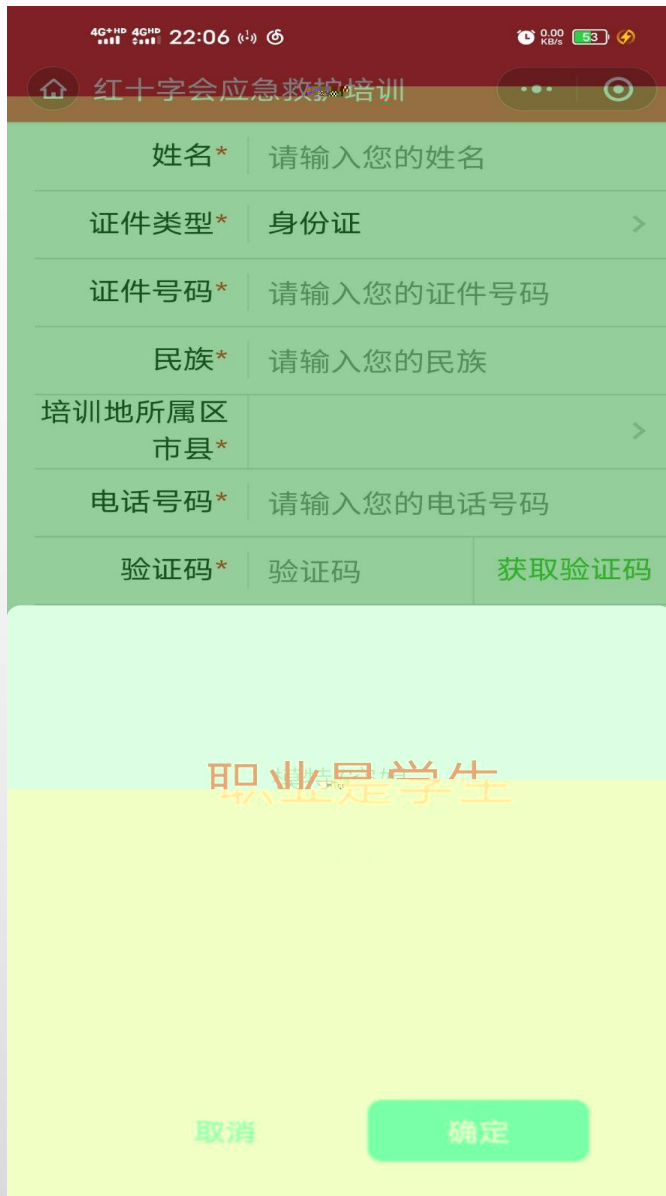 4G+HD 4GHD 22:06 0.00 KB/s 53
红十字会应急救护培训
姓名* 请输入您的姓名
证件类型* 身份证
证件号码* 请输入您的证件号码
民族* 请输入您的民族
培训地所属区
市县*
电话号码* 请输入您的电话号码
验证码* 验证码 获取验证码
职业是学生
取消 确定